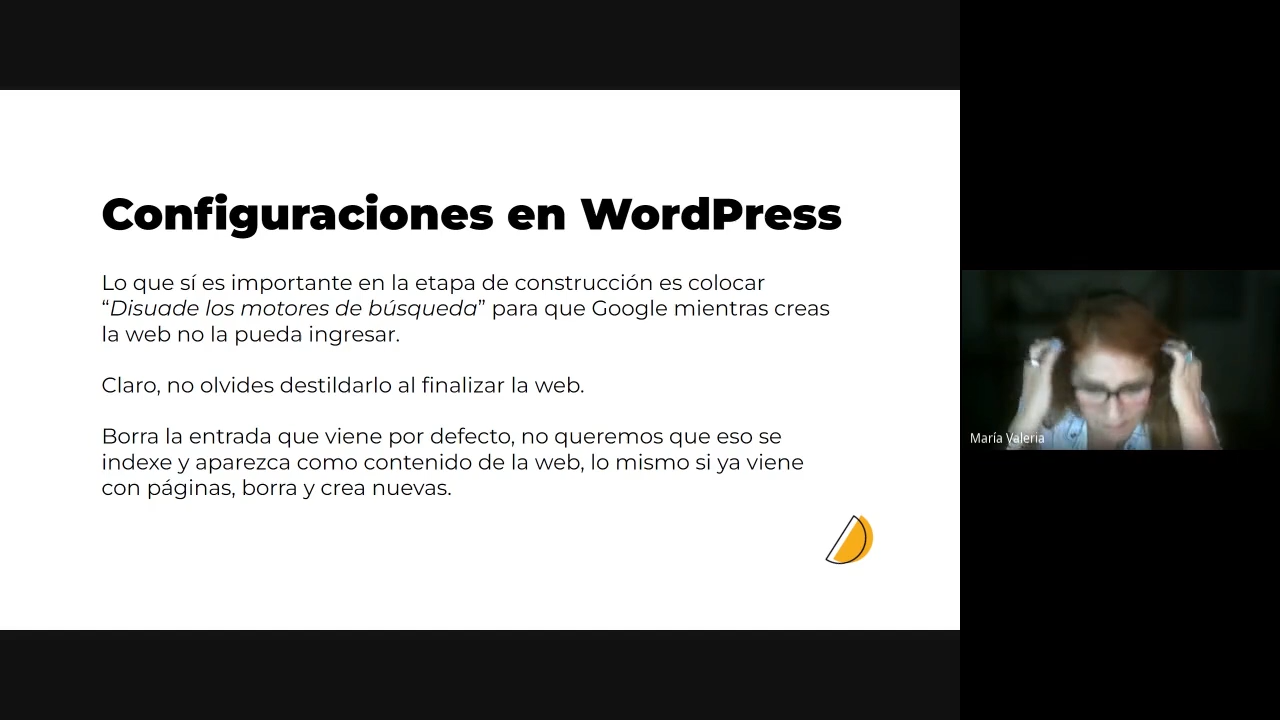 Configuraciones en WordPress
Lo que sí es importante en la etapa de construcción es colocar
“Disuade los motores de búsqueda” para que Google mientras creas
la web no la pueda ingresar.
Claro, no olvides destildarlo al finalizar la web.
Borra la entrada que viene por defecto, no queremos que eso se
indexe y aparezca como contenido de la web, lo mismo si ya viene
con páginas, borra y crea nuevas.
María Valeria